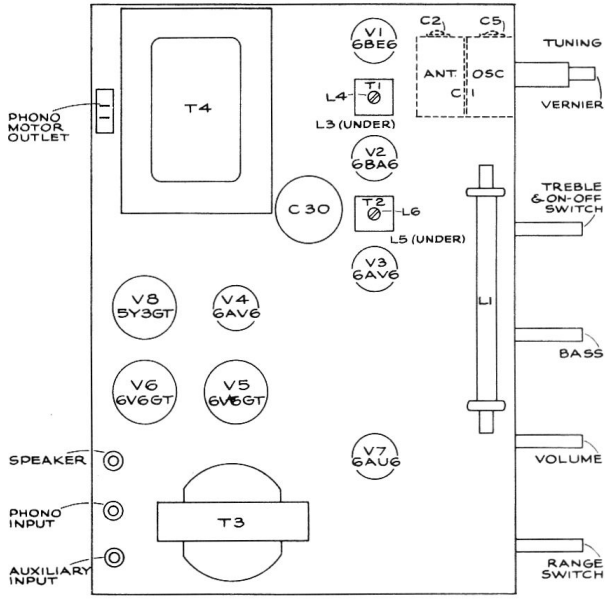 V1
6BE6
C2
C5
TUNING
ANT.
OSC
C1
VERNIER
T4
L4
T1
L3 (UNDER)
PHONO
MOTOR
OUTLET
V2
6BA6
C30
T2
L6
L5 (UNDER)
TREBLE
& ON-OFF
SWITCH
V3
6AV6
V8
5Y3GT
V4
6AV6
L1
BASS
V6
6V6GT
V5
6V6GT
SPEAKER
V7
6AU6
VOLUME
PHONO
INPUT
T3
AUXILIARY
INPUT
RANGE
SWITCH